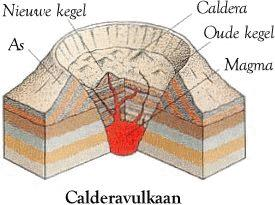 Nieuwe kegel
Caldera
As
Oude kegel
Magma
Calderavulkaan